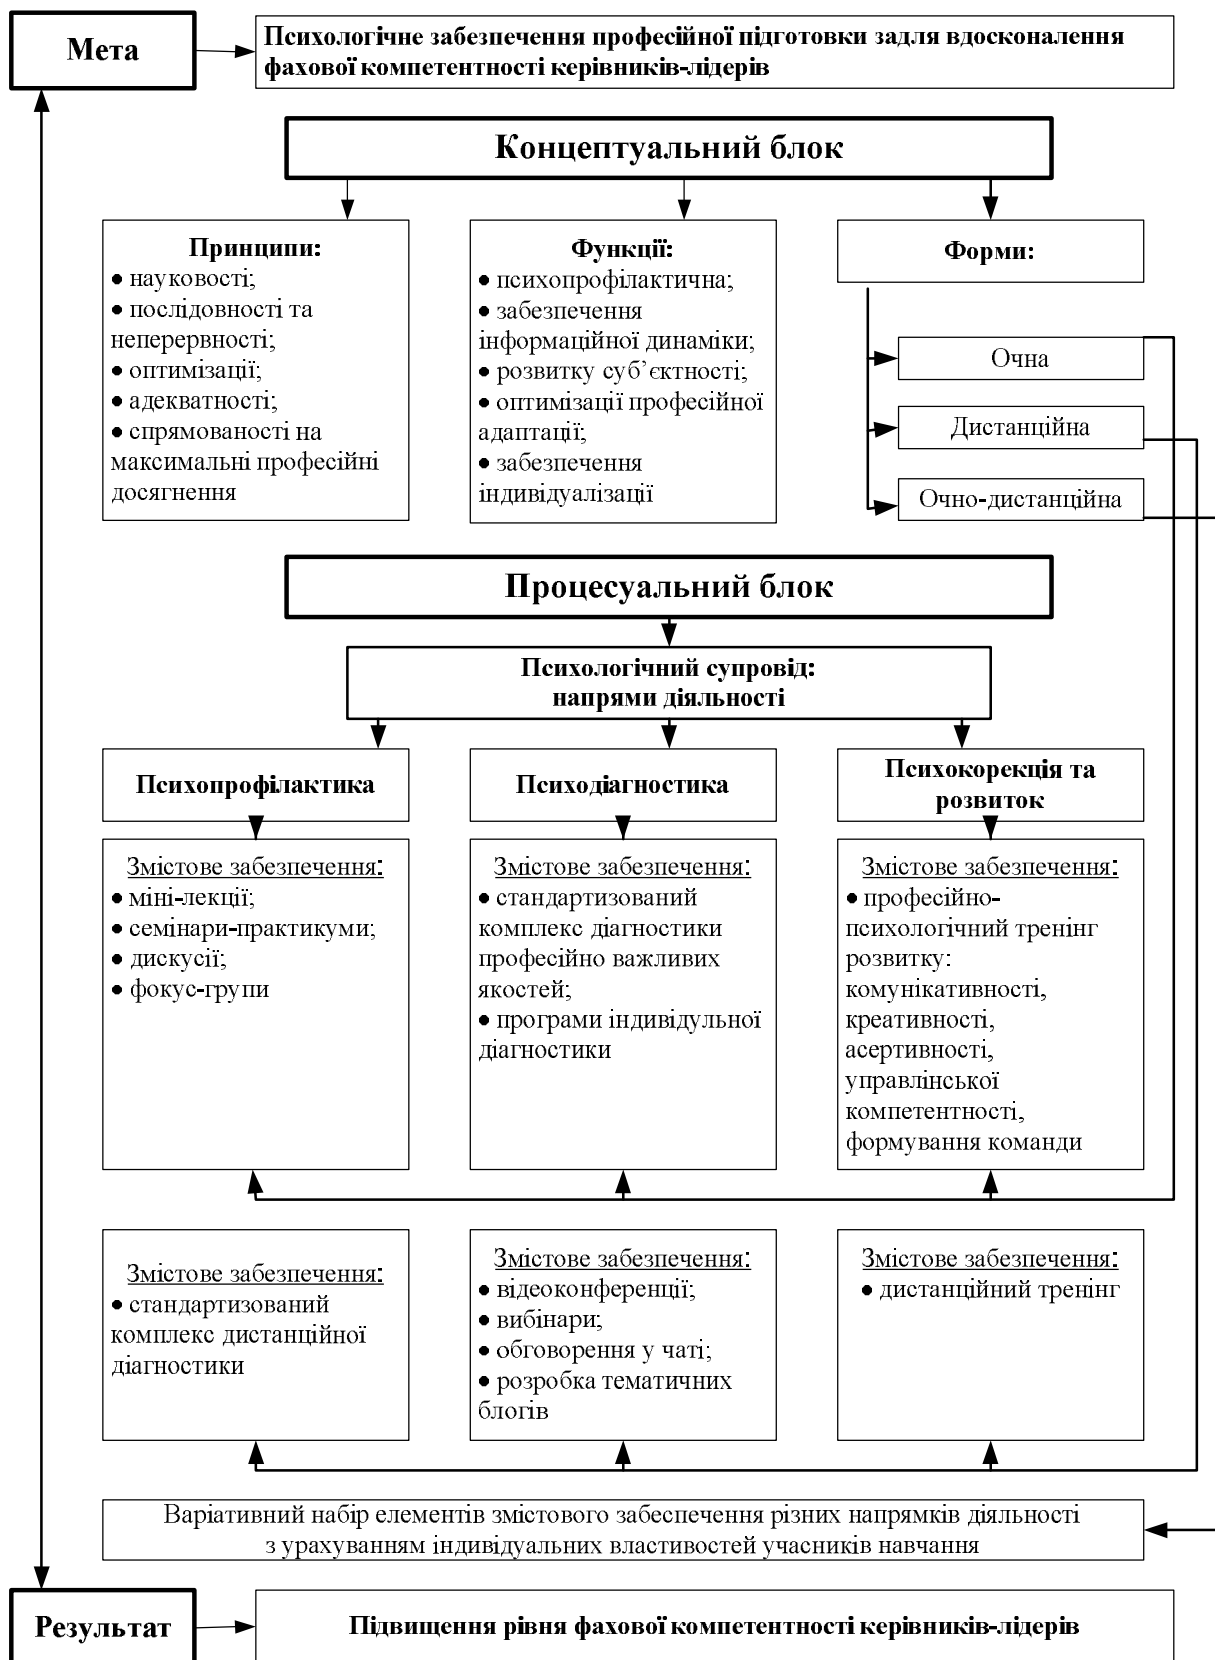 Мета
Психологічне забезпечення професійної підготовки задля вдосконалення
фахової компетентності керівників-лідерів
Концептуальний блок
Принципи:
• науковості;
• послідовності та
неперервності;
• оптимізації;
• адекватності;
• спрямованості на
максимальні професійні
досягнення
Функції:
• психопрофілактична;
• забезпечення
інформаційної динаміки;
• розвитку суб’єктності;
• оптимізації професійної
адаптації;
• забезпечення
індивідуалізації
Форми:
Очна
Дистанційна
Очно-дистанційна
Процесуальний блок
Психологічний супровід:
напрями діяльності
Психопрофілактика
Психодіагностика
Психокорекція та
розвиток
Змістове забезпечення:
• міні-лекції;
• семінари-практикуми;
• дискусії;
• фокус-групи
Змістове забезпечення:
• стандартизований
комплекс діагностики
професійно важливих
якостей;
• програми індивідульної
діагностики
Змістове забезпечення:
• професійно-
психологічний тренінг
розвитку:
комунікативності,
креативності,
асертивності,
управлінської
компетентності,
формування команди
Змістове забезпечення:
• стандартизований
комплекс дистанційної
діагностики
Змістове забезпечення:
• відеоконференції;
• вибінари;
• обговорення у чаті;
• розробка тематичних
блогів
Змістове забезпечення:
• дистанційний тренінг
Варіативний набір елементів змістового забеспечення різних напрямків діяльності
з урахуванням індивідуальних властивостей учасників навчання
Результат
Підвищення рівня фахової компетентності керівників-лідерів